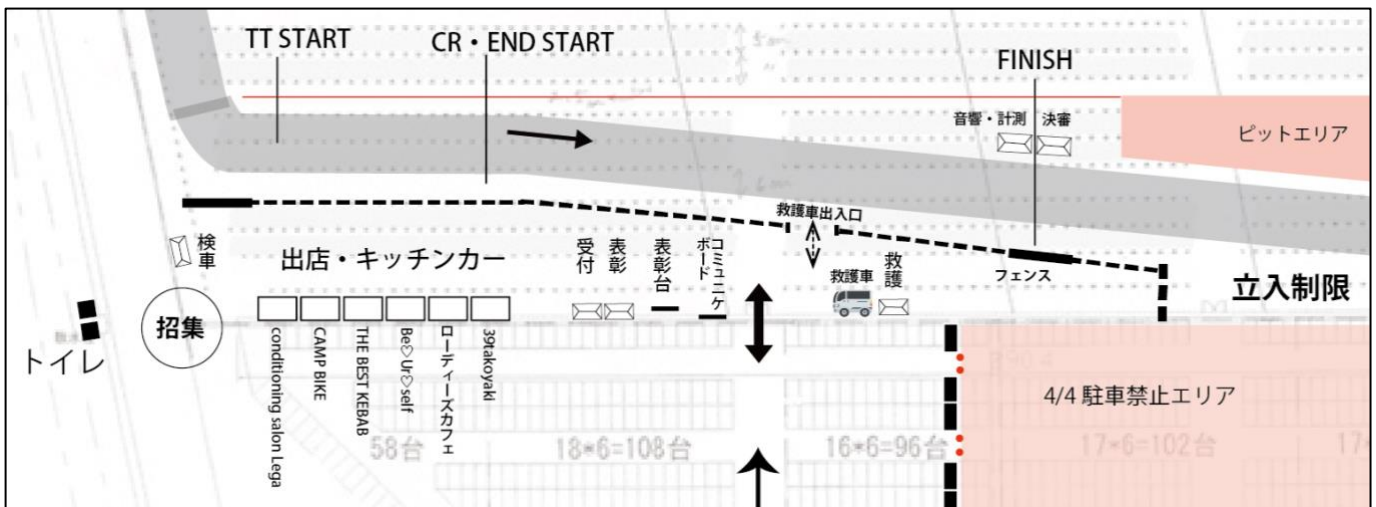 TT START
CR・END START
FINISH
音響・計測
決審
ピットエリア
救護車出入口
検車
出店・キッチンカー
受付
表彰
表彰台
コミュニケ
ボード
救護車
救護
フェンス
立入制限
招集
トイレ
conditioning salon Lega
CAMP BIKE
THE BEST KEBAB
Be♡Ur♡self
ローディーズカフェ
39takoyaki
4/4 駐車禁止エリア
58台
18*6=108台
16*6=96台
17*6=102台